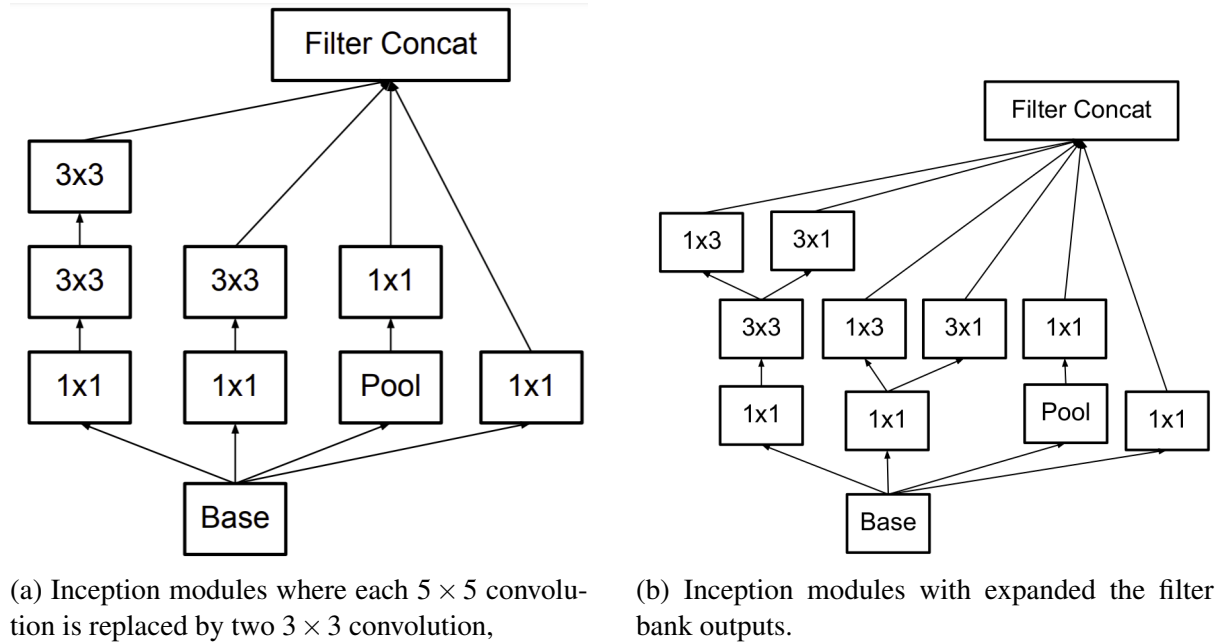 Filter Concat
3x3
3x3
3x3
1x1
1x1
1x1
Pool
1x1
Base
(a) Inception modules where each 5 × 5 convolu-
tion is replaced by two 3 × 3 convolution,
Filter Concat
1x3
3x1
3x3
1x3
3x1
1x1
1x1
1x1
Pool
1x1
Base
(b) Inception modules with expanded the filter
bank outputs.